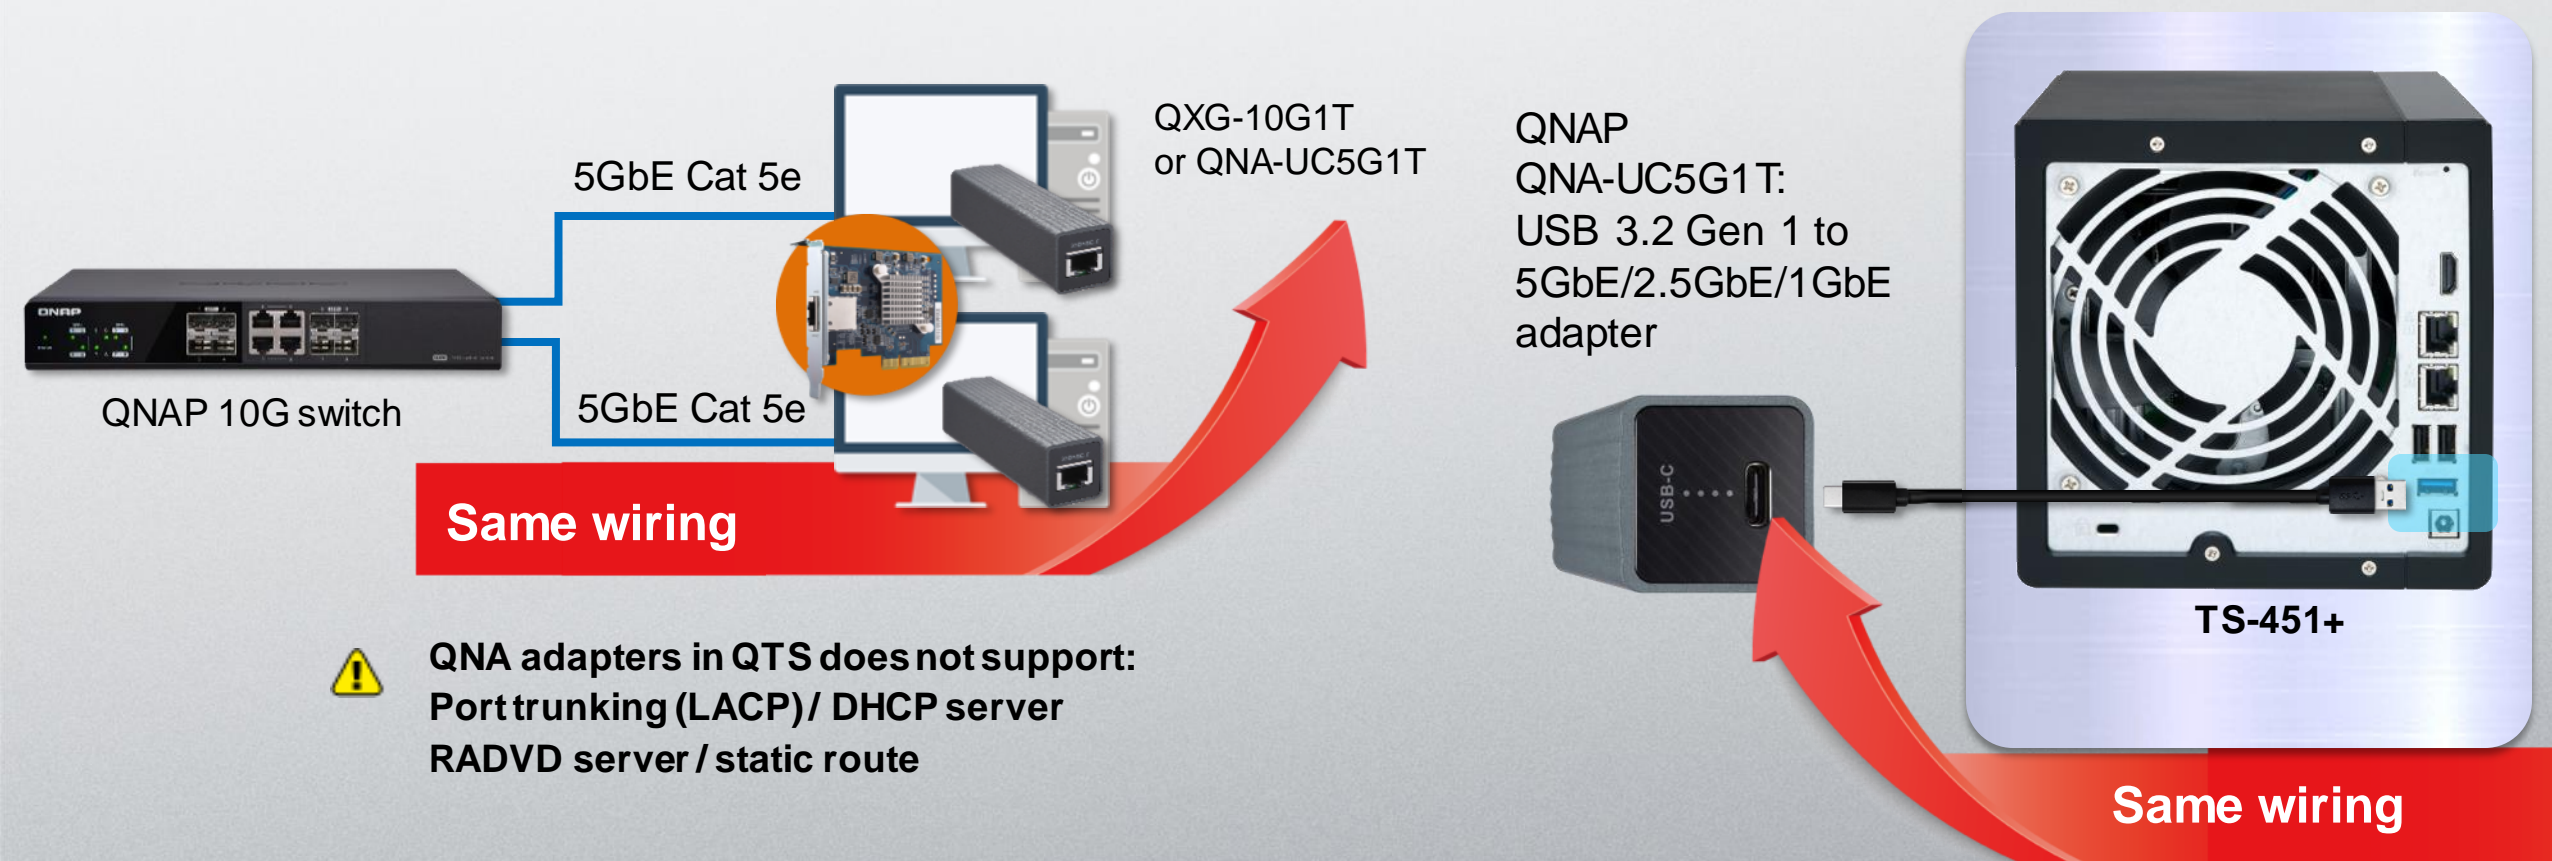 QXG-10G1T
or QNA-UC5G1T
5GbE Cat 5e
QNAP
QNAP 10G switch
5GbE Cat 5e
Same wiring
QNA adapters in QTS does not support:
Port trunking (LACP) / DHCP server
RADVD server / static route
QNAP
QNA-UC5G1T:
USB 3.2 Gen 1 to
5GbE/2.5GbE/1GbE
adapter
USB-C
TS-451+
Same wiring